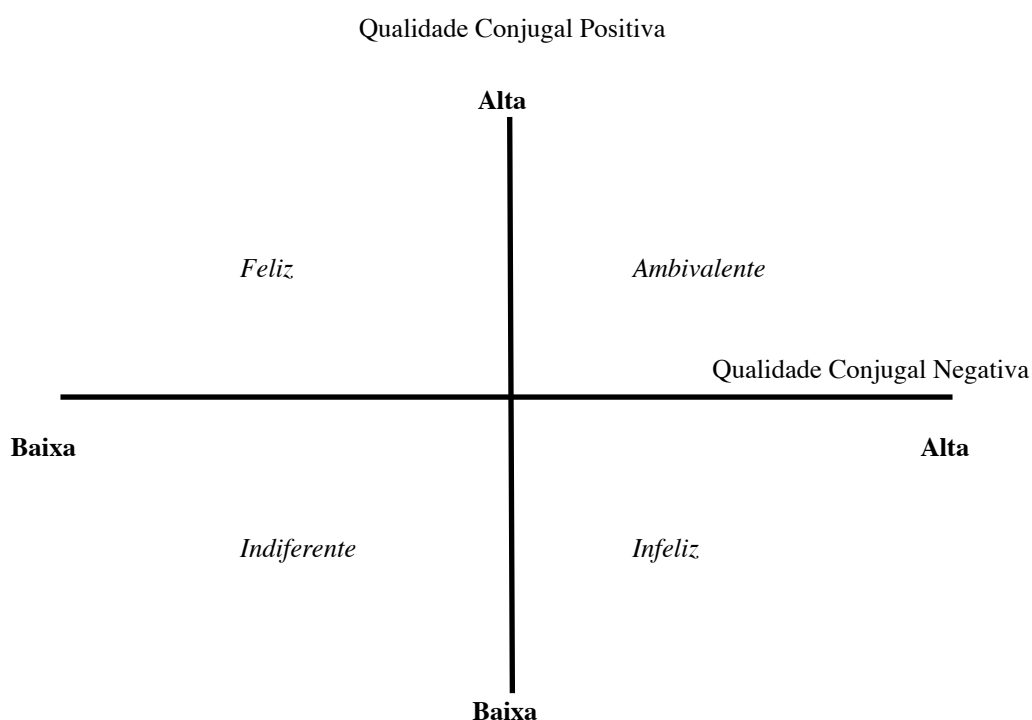 Qualidade Conjugal Positiva
Alta
Feliz
Ambivalente
Qualidade Conjugal Negativa
Baixa
Alta
Indiferente
Infeliz
Baixa